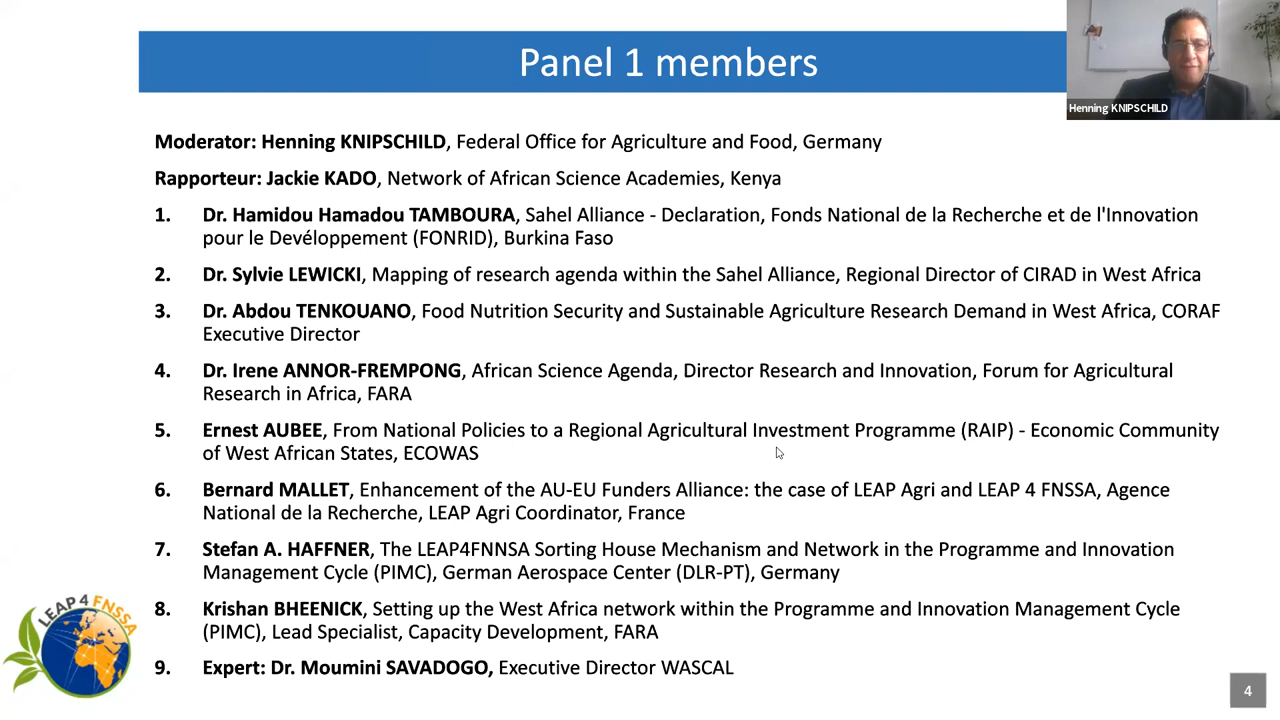 Panel 1 members
Henning KNIPSCHILD
Moderator: Henning KNIPSCHILD, Federal Office for Agriculture and Food, Germany
Rapporteur: Jackie KADO, Network of African Science Academies, Kenya
1. Dr. Hamidou Hamadou TAMBOURA, Sahel Alliance - Declaration, Fonds National de la Recherche et de l'Innovation
pour le Devéloppement (FONRID), Burkina Faso
2. Dr. Sylvie LEWICKI, Mapping of research agenda within the Sahel Alliance, Regional Director of CIRAD in West Africa
3. Dr. Abdou TENKOUANO, Food Nutrition Security and Sustainable Agriculture Research Demand in West Africa, CORAF
Executive Director
4. Dr. Irene ANNOR-FREMPONG, African Science Agenda, Director Research and Innovation, Forum for Agricultural
Research in Africa, FARA
5. Ernest AUBEE, From National Policies to a Regional Agricultural Investment Programme (RAIP) - Economic Community
of West African States, ECOWAS
6. Bernard MALLET, Enhancement of the AU-EU Funders Alliance: the case of LEAP Agri and LEAP 4 FNSSA, Agence
National de la Recherche, LEAP Agri Coordinator, France
7. Stefan A. HAFFNER, The LEAP4FNNSA Sorting House Mechanism and Network in the Programme and Innovation
Management Cycle (PIMC), German Aerospace Center (DLR-PT), Germany
8. Krishan BHEENICK, Setting up the West Africa network within the Programme and Innovation Management Cycle
(PIMC), Lead Specialist, Capacity Development, FARA
9. Expert: Dr. Moumini SAVADOGO, Executive Director WASCAL
LEAP 4 FNSSA
4